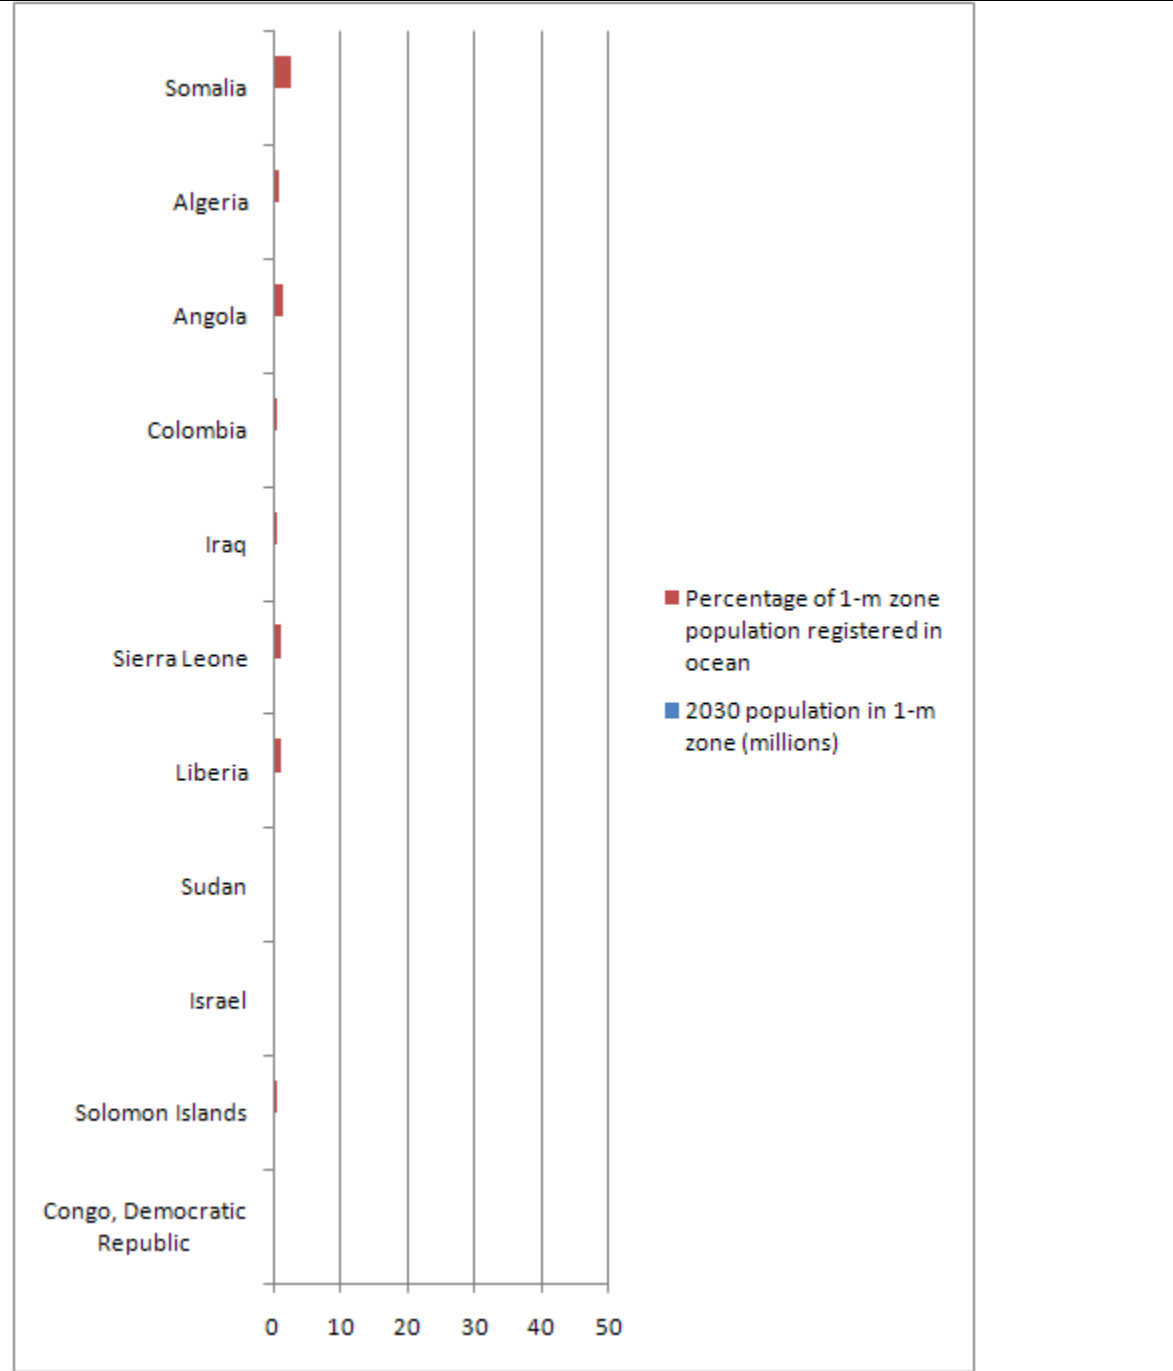 Somalia
Algeria
Angola
Colombia
Iraq
Sierra Leone
Liberia
Sudan
Israel
Solomon Islands
Congo, Democratic
Republic
0 10 20 30 40 50
Percentage of 1-m zone
population registered in
ocean
2030 population in 1-m
zone (millions)